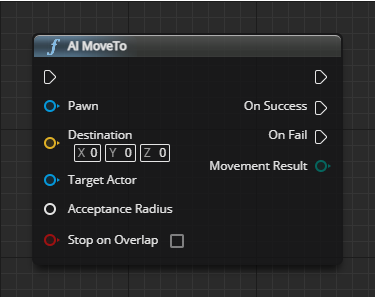 f AI MoveTo
Pawn
On Success
Destination
On Fail
X 0 Y 0 Z 0
Movement Result
Target Actor
Acceptance Radius
Stop on Overlap